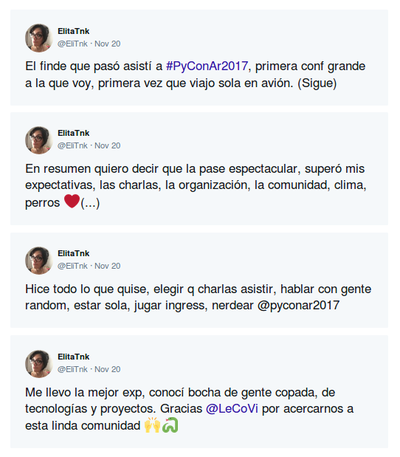 ElitaTnk
@EliTnk · Nov 20
El finde que pasó asistí a #PyConAr2017, primera conf grande
a la que voy, primera vez que viajo sola en avión. (Sigue)
ElitaTnk
@EliTnk · Nov 20
En resumen quiero decir que la pase espectacular, superó mis
expectativas, las charlas, la organización, la comunidad, clima,
perros ❤️(...)
ElitaTnk
@EliTnk · Nov 20
Hice todo lo que quise, elegir q charlas asistir, hablar con gente
random, estar sola, jugar ingress, nerdear @pyconar2017
ElitaTnk
@EliTnk · Nov 20
Me llevo la mejor exp, conocí bocha de gente copada, de
tecnologías y proyectos. Gracias @LeCoVi por acercarnos a
esta linda comunidad 🙌🐍